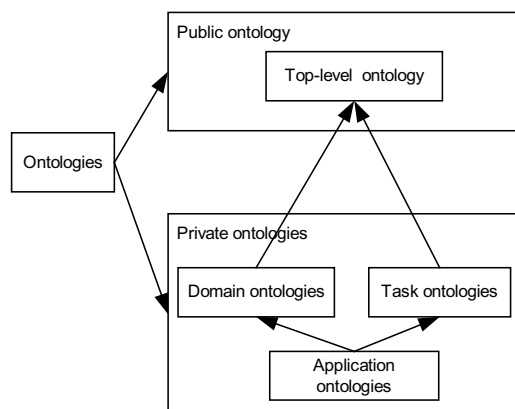 Public ontology
Top-level ontology
Ontologies
Private ontologies
Domain ontologies
Task ontologies
Application
ontologies